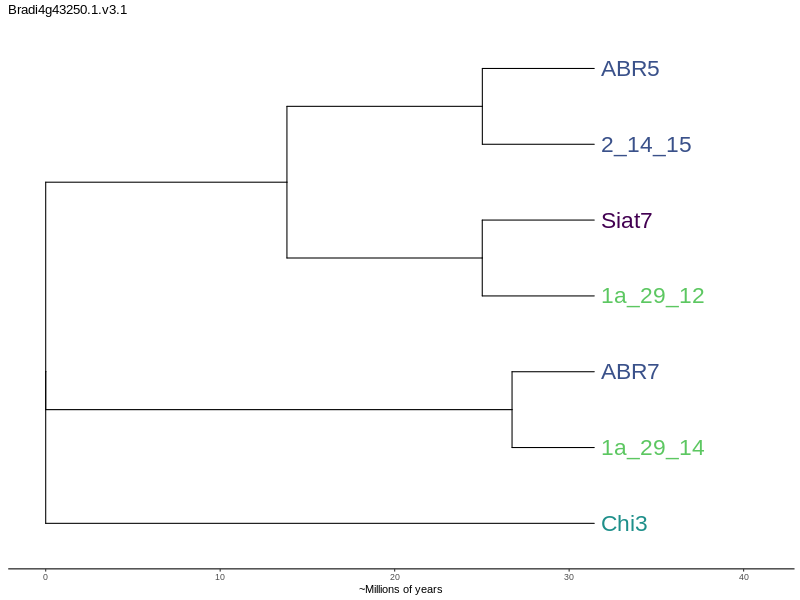 Bradi4g43250.1.v3.1
ABR5
2_14_15
Siat7
1a_29_12
ABR7
1a_29_14
Chi3
0 10 20 30 40
~Millions of years